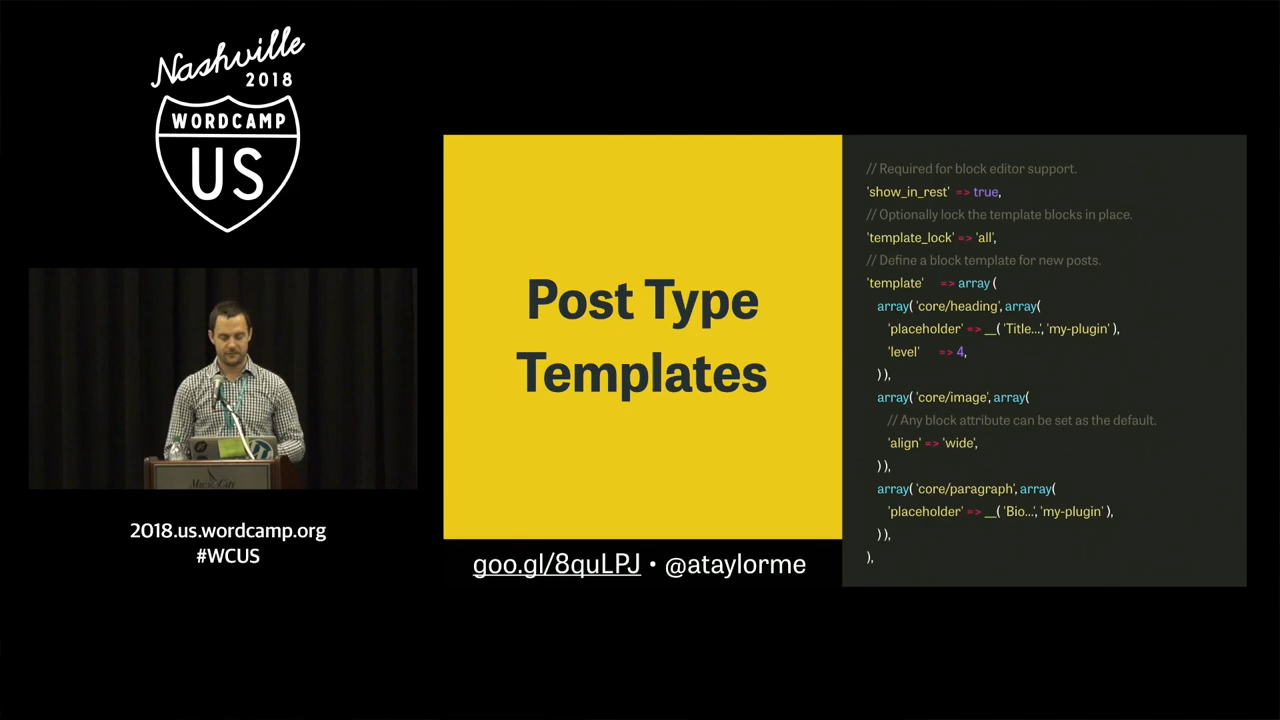 Nashville
2018
WORDCAMP
US
2018.us.wordcamp.org
#WCUS
Post Type
Templates
goo.gl/8quLPJ • @ataylorme
// Required for block editor support.
'show_in_rest' => true,
// Optionally lock the template blocks in place.
'template_lock' => 'all',
// Define a block template for new posts.
'template' => array (
array( 'core/heading', array(
'placeholder' => __( 'Title...', 'my-plugin' ),
'level' => 4,
) ),
array( 'core/image', array(
// Any block attribute can be set as the default.
'align' => 'wide',
) ),
array( 'core/paragraph', array(
'placeholder' => __( 'Bio...', 'my-plugin' ),
) ),
),